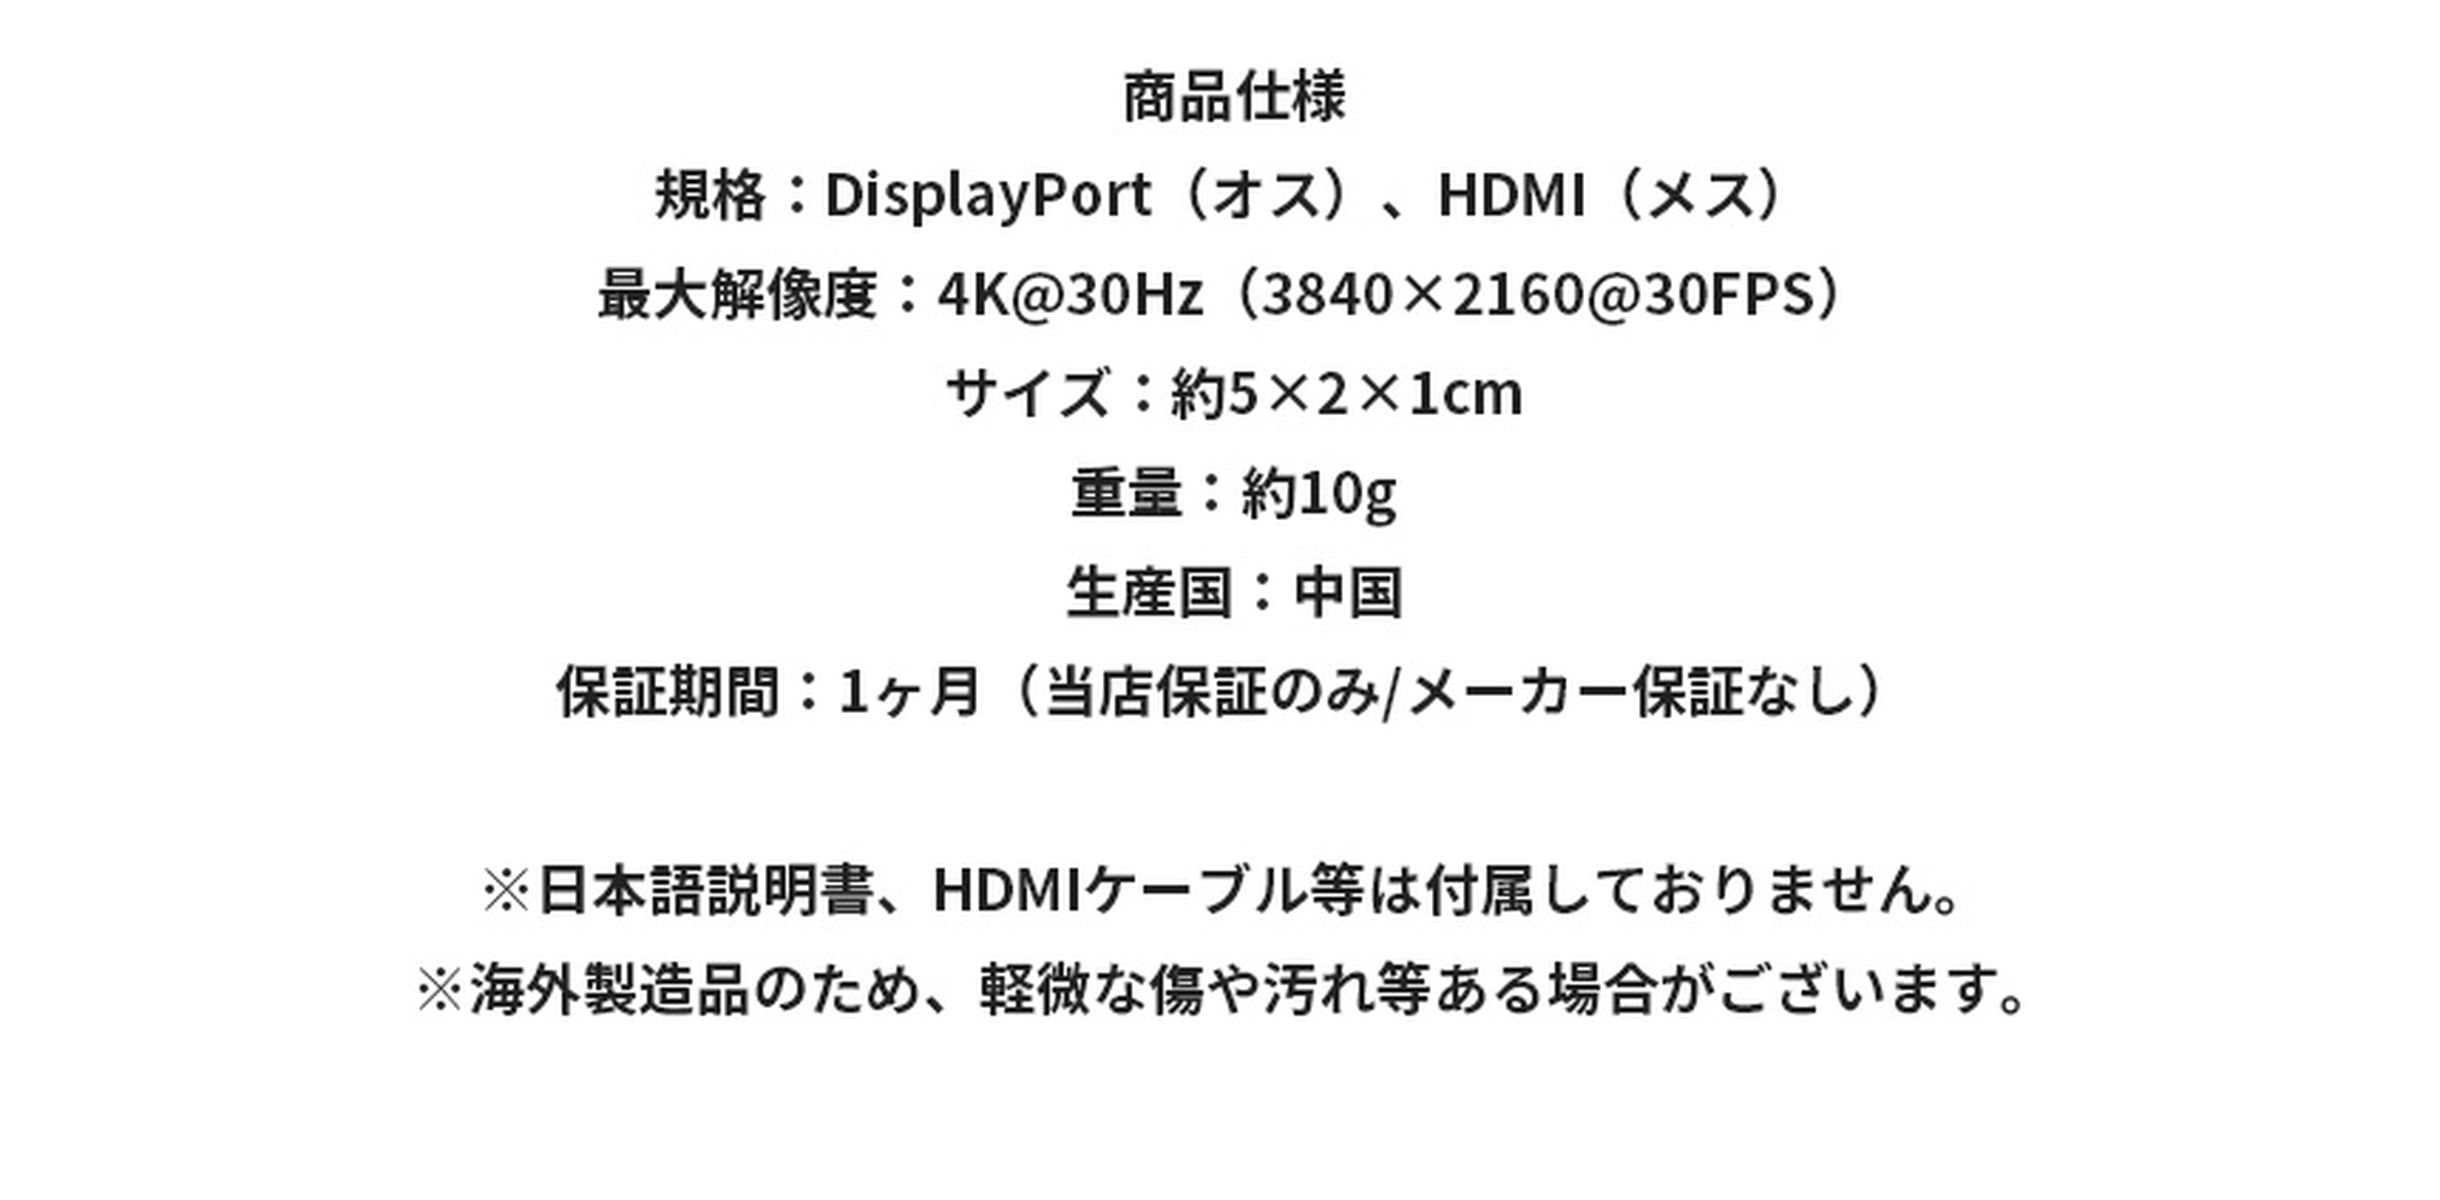 商品仕様
規格：DisplayPort（オス）、HDMI（メス）
最大解像度：4K@30Hz（3840×2160@30FPS）
サイズ：約5×2×1cm
重量：約10g
生産国：中国
保証期間：1ヶ月（当店保証のみ/メーカー保証なし）
※日本語説明書、HDMIケーブル等は付属しておりません。
※海外製造品のため、軽微な傷や汚れ等ある場合がございます。